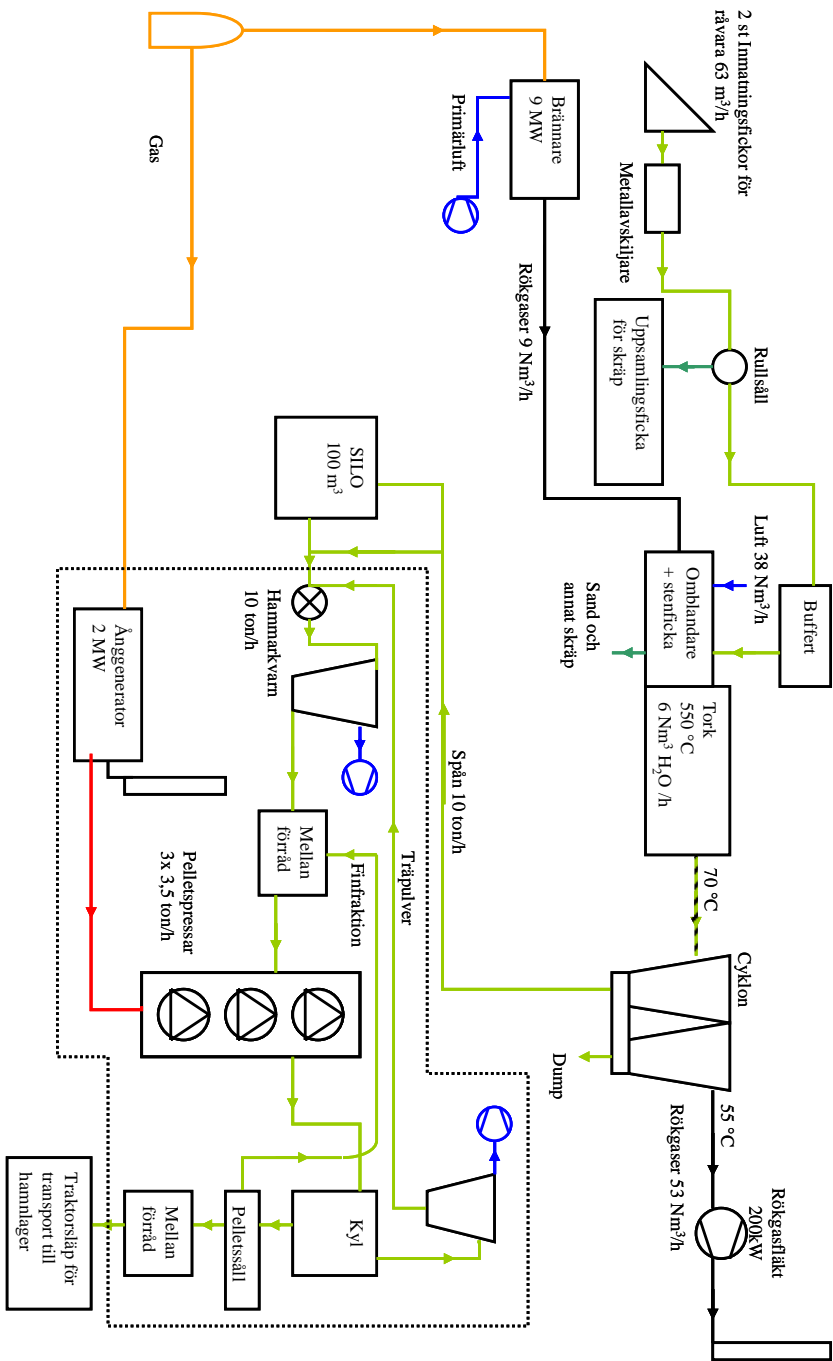 2 st Inmatningsfickor för
råvara 63 m³/h
Metallavskiljare
Rullsåll
Uppsamlingsficka
för skräp
Buffert
Luft 38 Nm³/h
Omblandare
+ stenficka
Sand och
annat skräp
Tork
550 °C
6 Nm³ H₂O /h
70 °C
Cyklon
Dump
55 °C
Rökgaser 53 Nm³/h
Rökgasfläkt
200kW
Brännare
9 MW
Primärluft
Rökgaser 9 Nm³/h
Gas
SILO
100 m³
Spån 10 ton/h
Träpulver
Hammarkvarn
10 ton/h
Mellan
förråd
Finfraktion
Ånggenerator
2 MW
Pelletspressar
3x 3,5 ton/h
Kyl
Pelletssåll
Mellan
förråd
Traktorsläp för
transport till
hamnlager